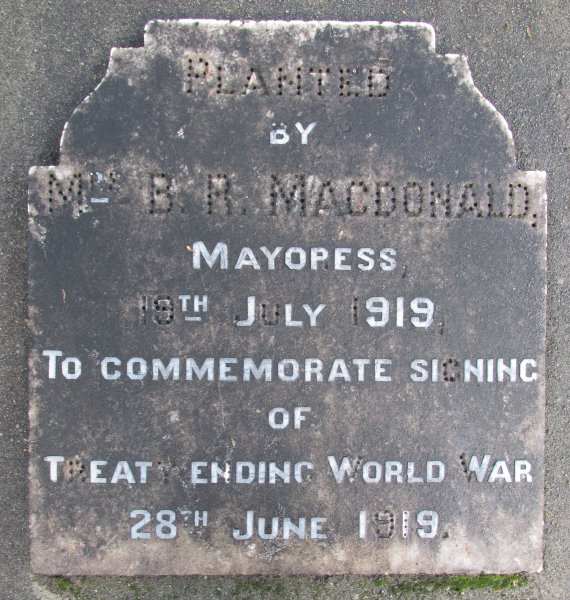 PLANTED
BY
MRS B. R. MACDONALD,
MAYORESS,
19TH JULY 1919,
TO COMMEMORATE SIGNING
OF
TREATY ENDING WORLD WAR
28TH JUNE 1919.